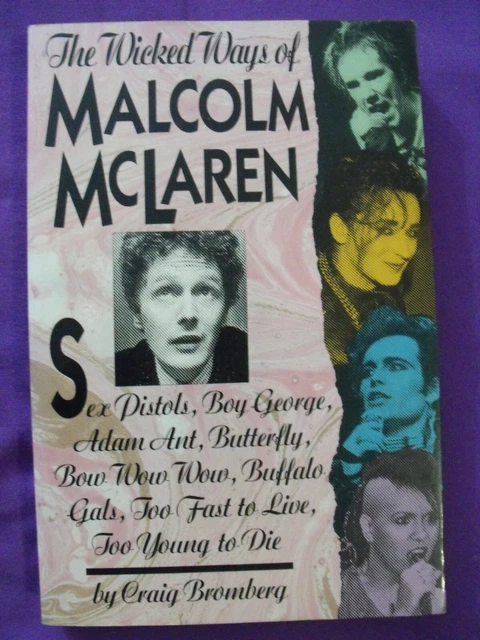 The Wicked Ways of
MALCOLM
MCLAREN
Sex Pistols, Boy George,
Adam Ant, Butterfly,
Bow Wow Wow, Buffalo
Gals, Too Fast to Live,
Too Young to Die
by Craig Bromberg